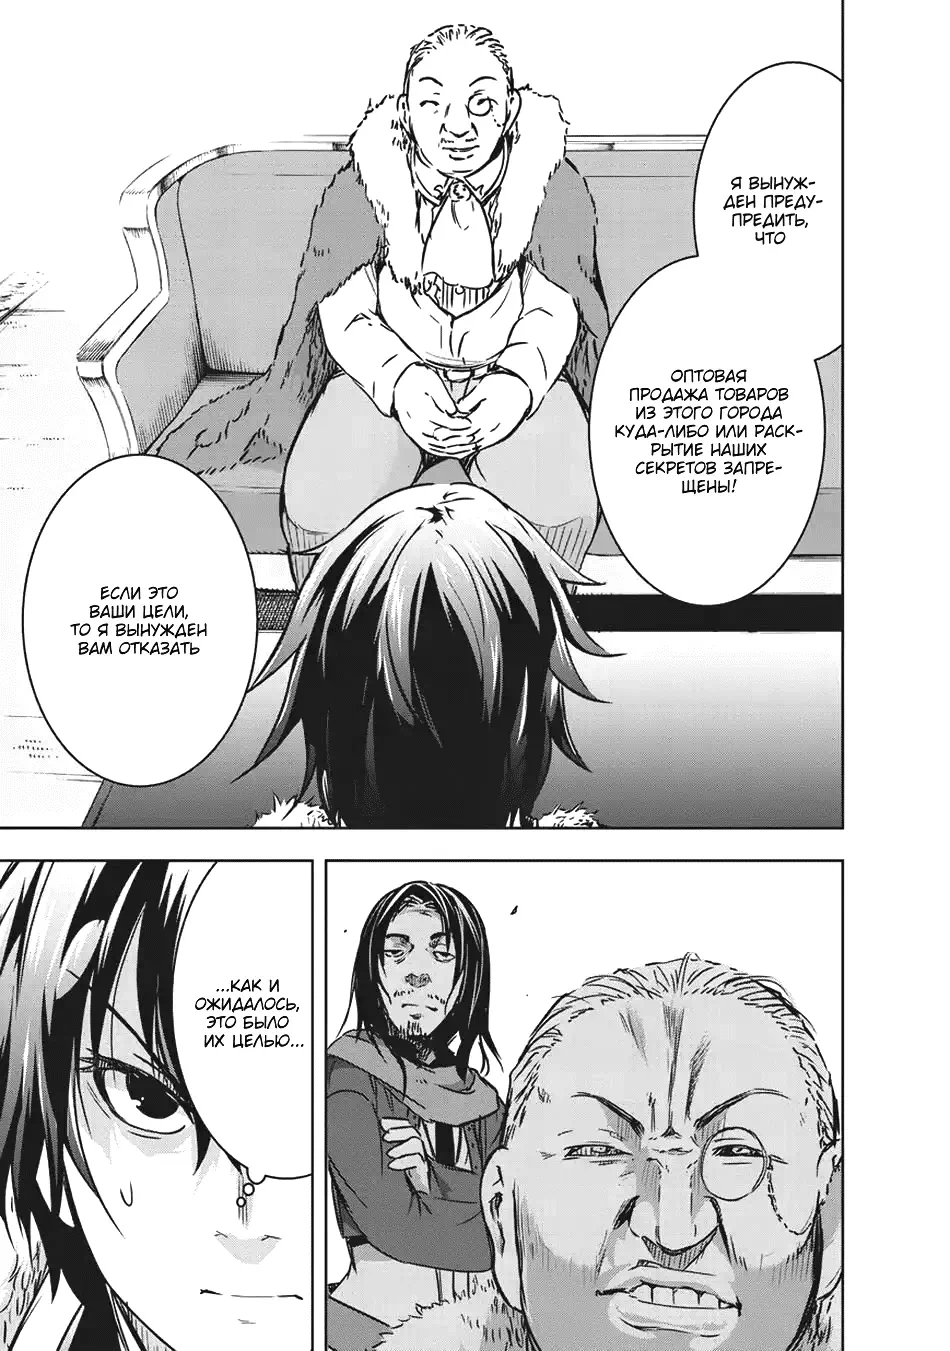 Я ВЫНУЖ-
ДЕН ПРЕДУ-
ПРЕДИТЬ,
ЧТО
ОПТОВАЯ
ПРОДАЖА ТОВАРОВ
ИЗ ЭТОГО ГОРОДА
КУДА-ЛИБО ИЛИ РАСК-
РЫТИЕ НАШИХ
СЕКРЕТОВ ЗАПРЕ-
ЩЕНЫ!
ЕСЛИ ЭТО
ВАШИ ЦЕЛИ,
ТО Я ВЫНУЖДЕН
ВАМ ОТКАЗАТЬ
...КАК И
ОЖИДАЛОСЬ,
ЭТО БЫЛО
ИХ ЦЕЛЬЮ...